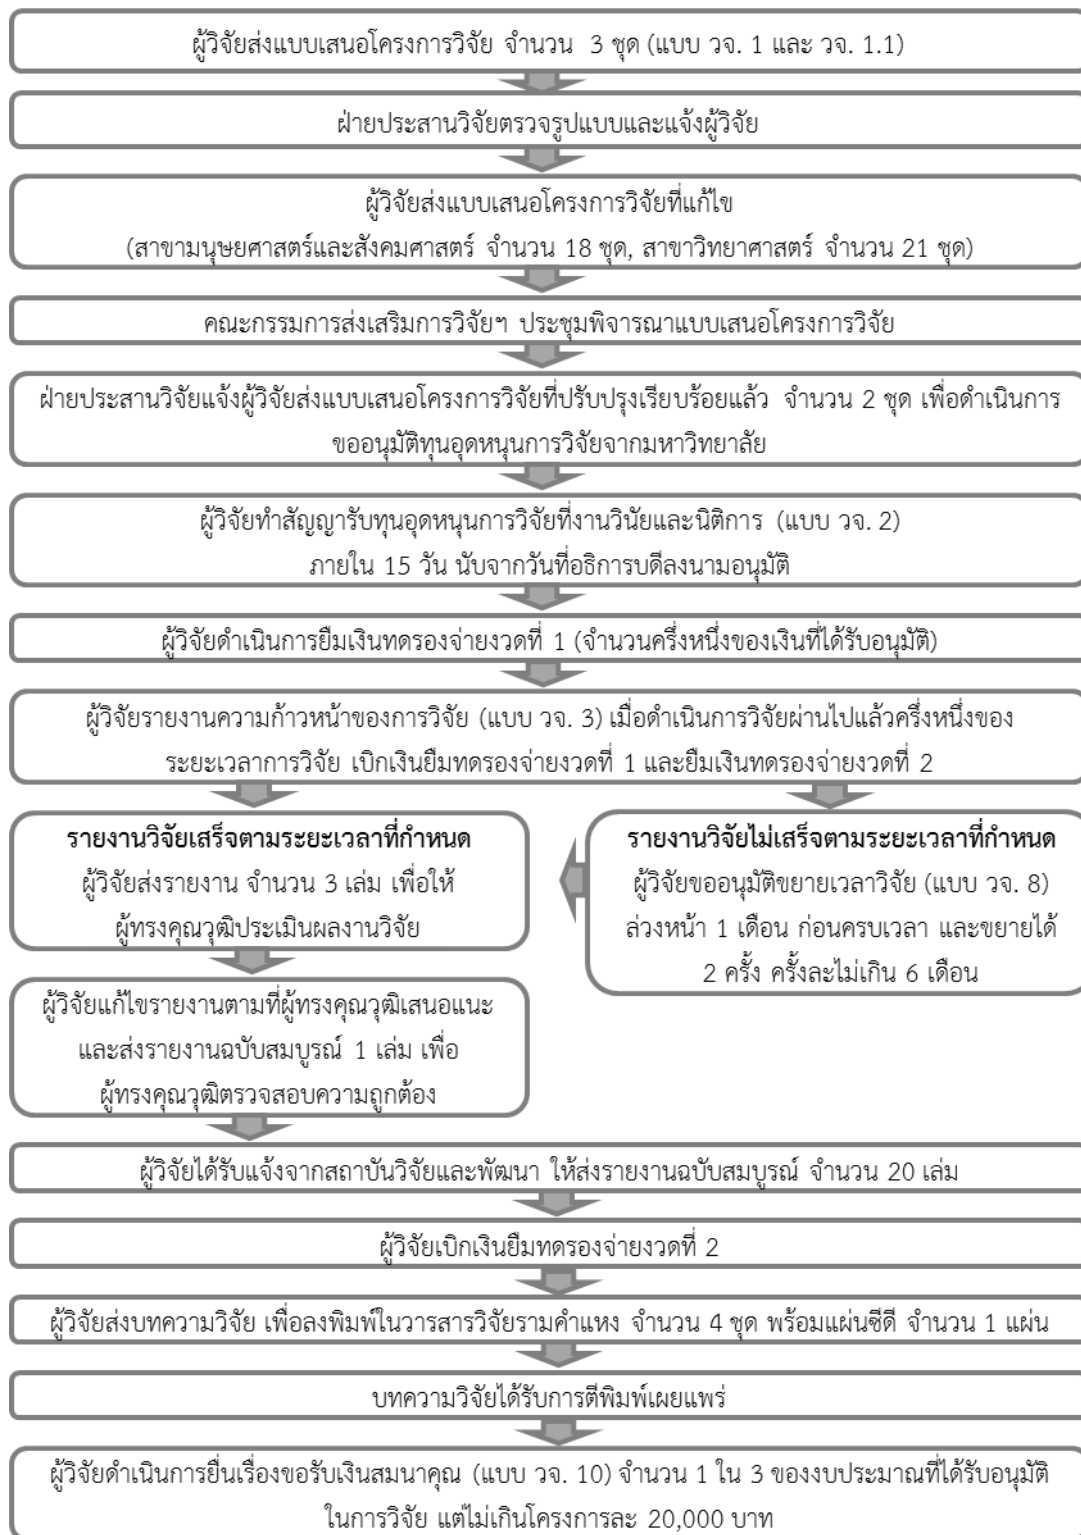 ผู้วิจัยส่งแบบเสนอโครงการวิจัย จำนวน 3 ชุด (แบบ วจ. 1 และ วจ. 1.1)
ฝ่ายประสานวิจัยตรวจรูปแบบและแจ้งผู้วิจัย
ผู้วิจัยส่งแบบเสนอโครงการวิจัยที่แก้ไข
(สาขามนุษยศาสตร์และสังคมศาสตร์ จำนวน 18 ชุด, สาขาวิทยาศาสตร์ จำนวน 21 ชุด)
คณะกรรมการส่งเสริมการวิจัยฯ ประชุมพิจารณาแบบเสนอโครงการวิจัย
ฝ่ายประสานวิจัยแจ้งผู้วิจัยส่งแบบเสนอโครงการวิจัยที่ปรับปรุงเรียบร้อยแล้ว จำนวน 2 ชุด เพื่อดำเนินการ
ขออนุมัติทุนอุดหนุนการวิจัยจากมหาวิทยาลัย
ผู้วิจัยทำสัญญารับทุนอุดหนุนการวิจัยที่งานวินัยและนิติการ (แบบ วจ. 2)
ภายใน 15 วัน นับจากวันที่อธิการบดีลงนามอนุมัติ
ผู้วิจัยดำเนินการยืมเงินทดรองจ่ายงวดที่ 1 (จำนวนครึ่งหนึ่งของเงินที่ได้รับอนุมัติ)
ผู้วิจัยรายงานความก้าวหน้าของการวิจัย (แบบ วจ. 3) เมื่อดำเนินการวิจัยผ่านไปแล้วครึ่งหนึ่งของ
ระยะเวลาการวิจัย เบิกเงินยืมทดรองจ่ายงวดที่ 1 และยืมเงินทดรองจ่ายงวดที่ 2
รายงานวิจัยเสร็จตามระยะเวลาที่กำหนด
ผู้วิจัยส่งรายงาน จำนวน 3 เล่ม เพื่อให้
ผู้ทรงคุณวุฒิประเมินผลงานวิจัย
รายงานวิจัยไม่เสร็จตามระยะเวลาที่กำหนด
ผู้วิจัยขออนุมัติขยายเวลาวิจัย (แบบ วจ. 8)
ล่วงหน้า 1 เดือน ก่อนครบเวลา และขยายได้
2 ครั้ง ครั้งละไม่เกิน 6 เดือน
ผู้วิจัยแก้ไขรายงานตามที่ผู้ทรงคุณวุฒิเสนอแนะ
และส่งรายงานฉบับสมบูรณ์ 1 เล่ม เพื่อ
ผู้ทรงคุณวุฒิตรวจสอบความถูกต้อง
ผู้วิจัยได้รับแจ้งจากสถาบันวิจัยและพัฒนา ให้ส่งรายงานฉบับสมบูรณ์ จำนวน 20 เล่ม
ผู้วิจัยเบิกเงินยืมทดรองจ่ายงวดที่ 2
ผู้วิจัยส่งบทความวิจัย เพื่อลงพิมพ์ในวารสารวิจัยรามคำแหง จำนวน 4 ชุด พร้อมแผ่นซีดี จำนวน 1 แผ่น
บทความวิจัยได้รับการตีพิมพ์เผยแพร่
ผู้วิจัยดำเนินการยื่นเรื่องขอรับเงินสมนาคุณ (แบบ วจ. 10) จำนวน 1 ใน 3 ของงบประมาณที่ได้รับอนุมัติ
ในการวิจัย แต่ไม่เกินโครงการละ 20,000 บาท